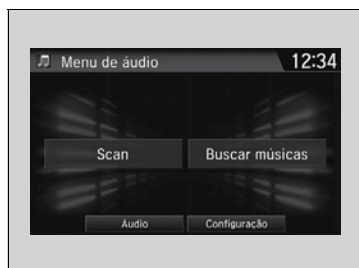 Menu de áudio 12:34
Scan Buscar músicas
Audio Configuração